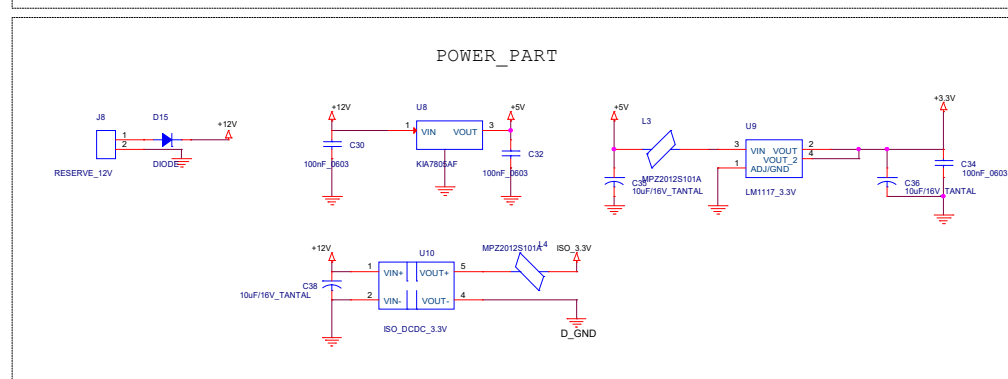 POWER_PART
J8
1
2
RESERVE_12V
D15
DIODE
+12V
+12V
C30
100nF_0603
U8
1
VIN
VOUT
3
KIA7805AF
+5V
C32
100nF_0603
+5V
C35
10uF/16V_TANTAL
L3
MPZ2012S101A
U9
3
VIN
VOUT
2
VOUT_2
4
1
ADJ/GND
LM1117_3.3V
+3.3V
C36
10uF/16V_TANTAL
C34
100nF_0603
+12V
C38
10uF/16V_TANTAL
U10
1
VIN+
VOUT+
5
2
VIN-
VOUT-
4
ISO_DCDC_3.3V
MPZ2012S101A
L4
ISO_3.3V
D_GND